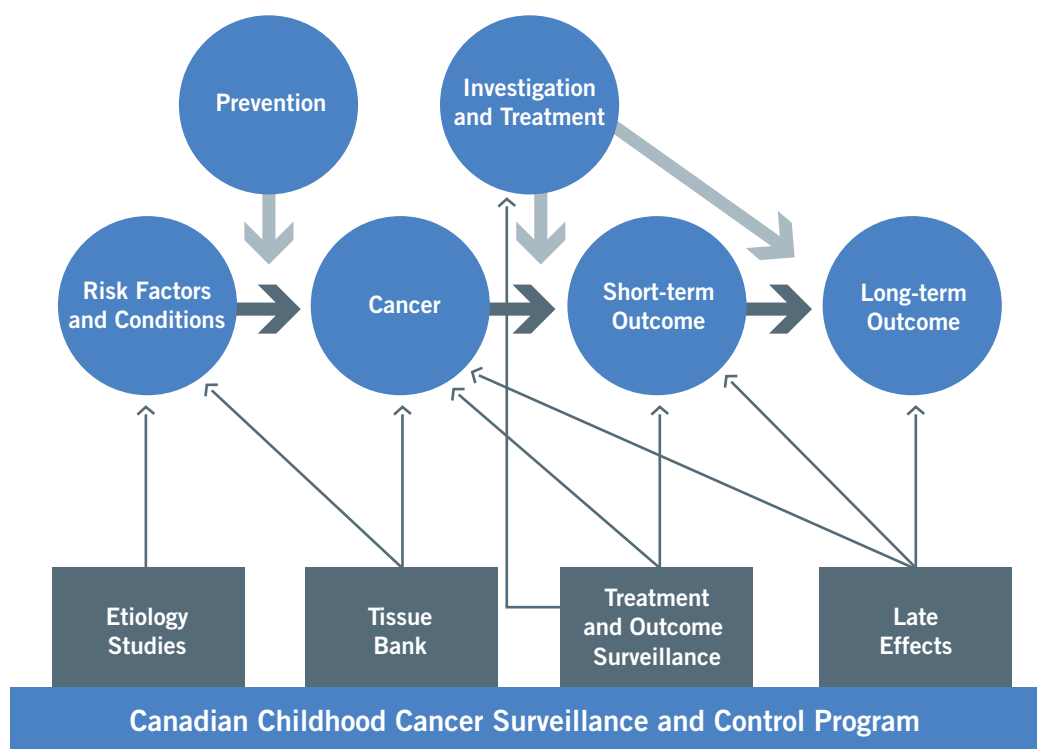 Prevention
Investigation
and Treatment
Risk Factors
and Conditions
Cancer
Short-term
Outcome
Long-term
Outcome
Etiology
Studies
Tissue
Bank
Treatment
and Outcome
Surveillance
Late
Effects
Canadian Childhood Cancer Surveillance and Control Program